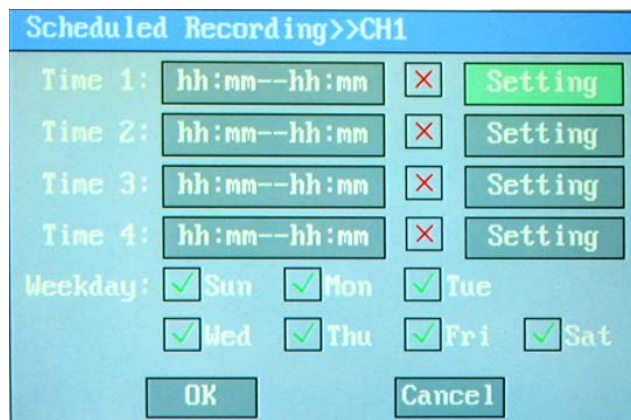 Scheduled Recording>>CH1
Time 1: hh:mm--hh:mm Setting
Time 2: hh:mm--hh:mm Setting
Time 3: hh:mm--hh:mm Setting
Time 4: hh:mm--hh:mm Setting
Weekday: Sun Mon Tue
Wed Thu Fri Sat
OK Cancel